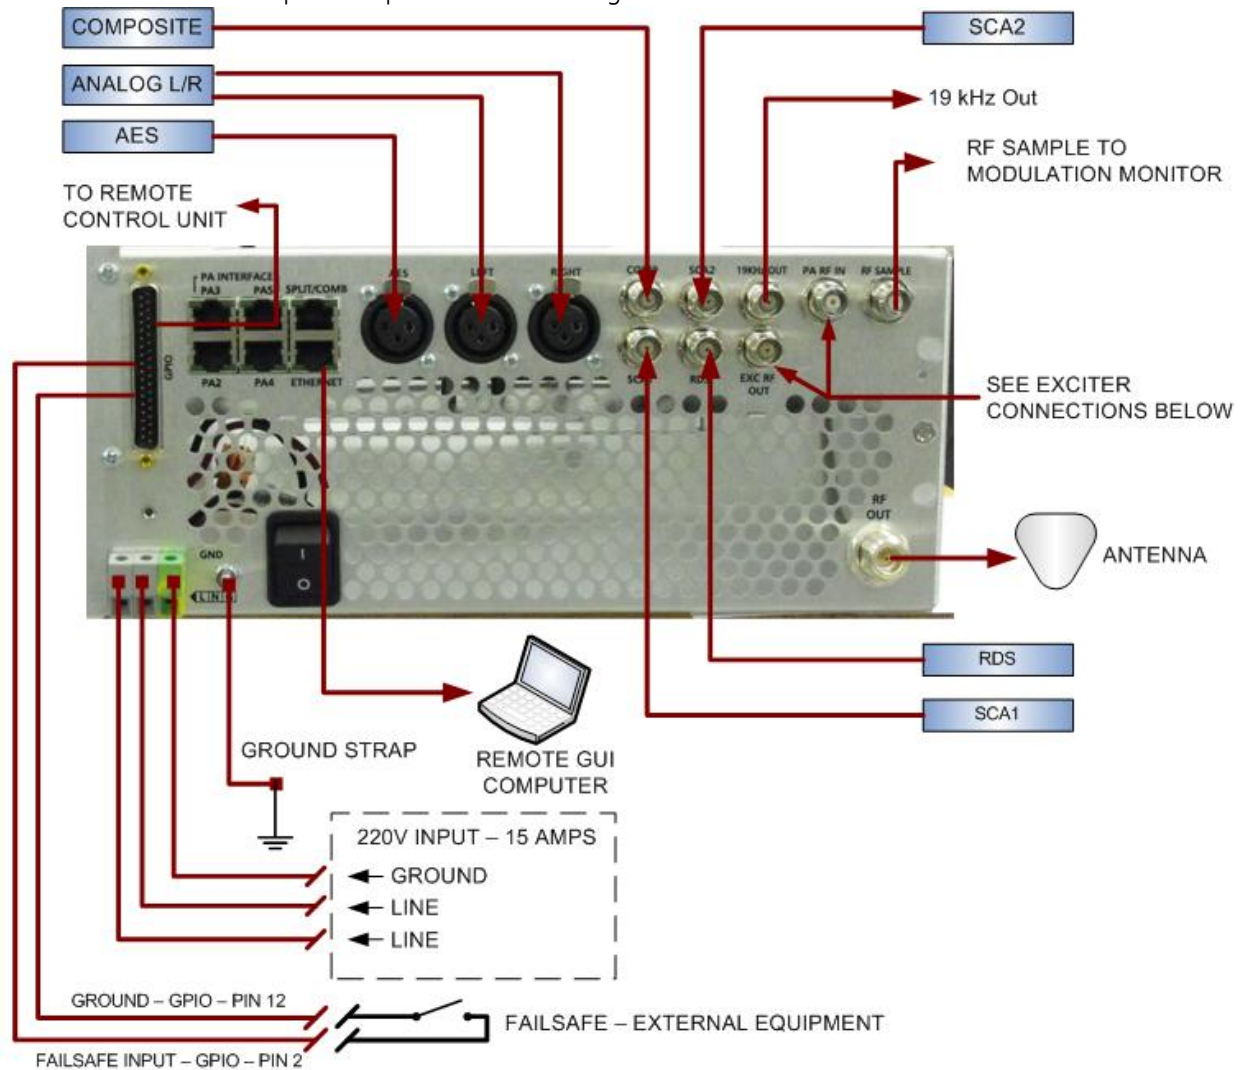 COMPOSITE
SCA2
ANALOG L/R
19 kHz Out
AES
RF SAMPLE TO
MODULATION MONITOR
TO REMOTE
CONTROL UNIT
PA INTERFACE
PA3
PA5
SPLIT/COMB
AES
LEFT
RIGHT
SCA2
19KHz OUT
PA RF IN
RF SAMPLE
GPIO
PA2
PA4
ETHERNET
EXC RF
OUT
SEE EXCITER
CONNECTIONS BELOW
RF
OUT
GND
I
O
L N
ANTENNA
RDS
SCA1
GROUND STRAP
REMOTE GUI
COMPUTER
220V INPUT – 15 AMPS
GROUND
LINE
LINE
GROUND – GPIO – PIN 12
FAILSAFE – EXTERNAL EQUIPMENT
FAILSAFE INPUT – GPIO – PIN 2